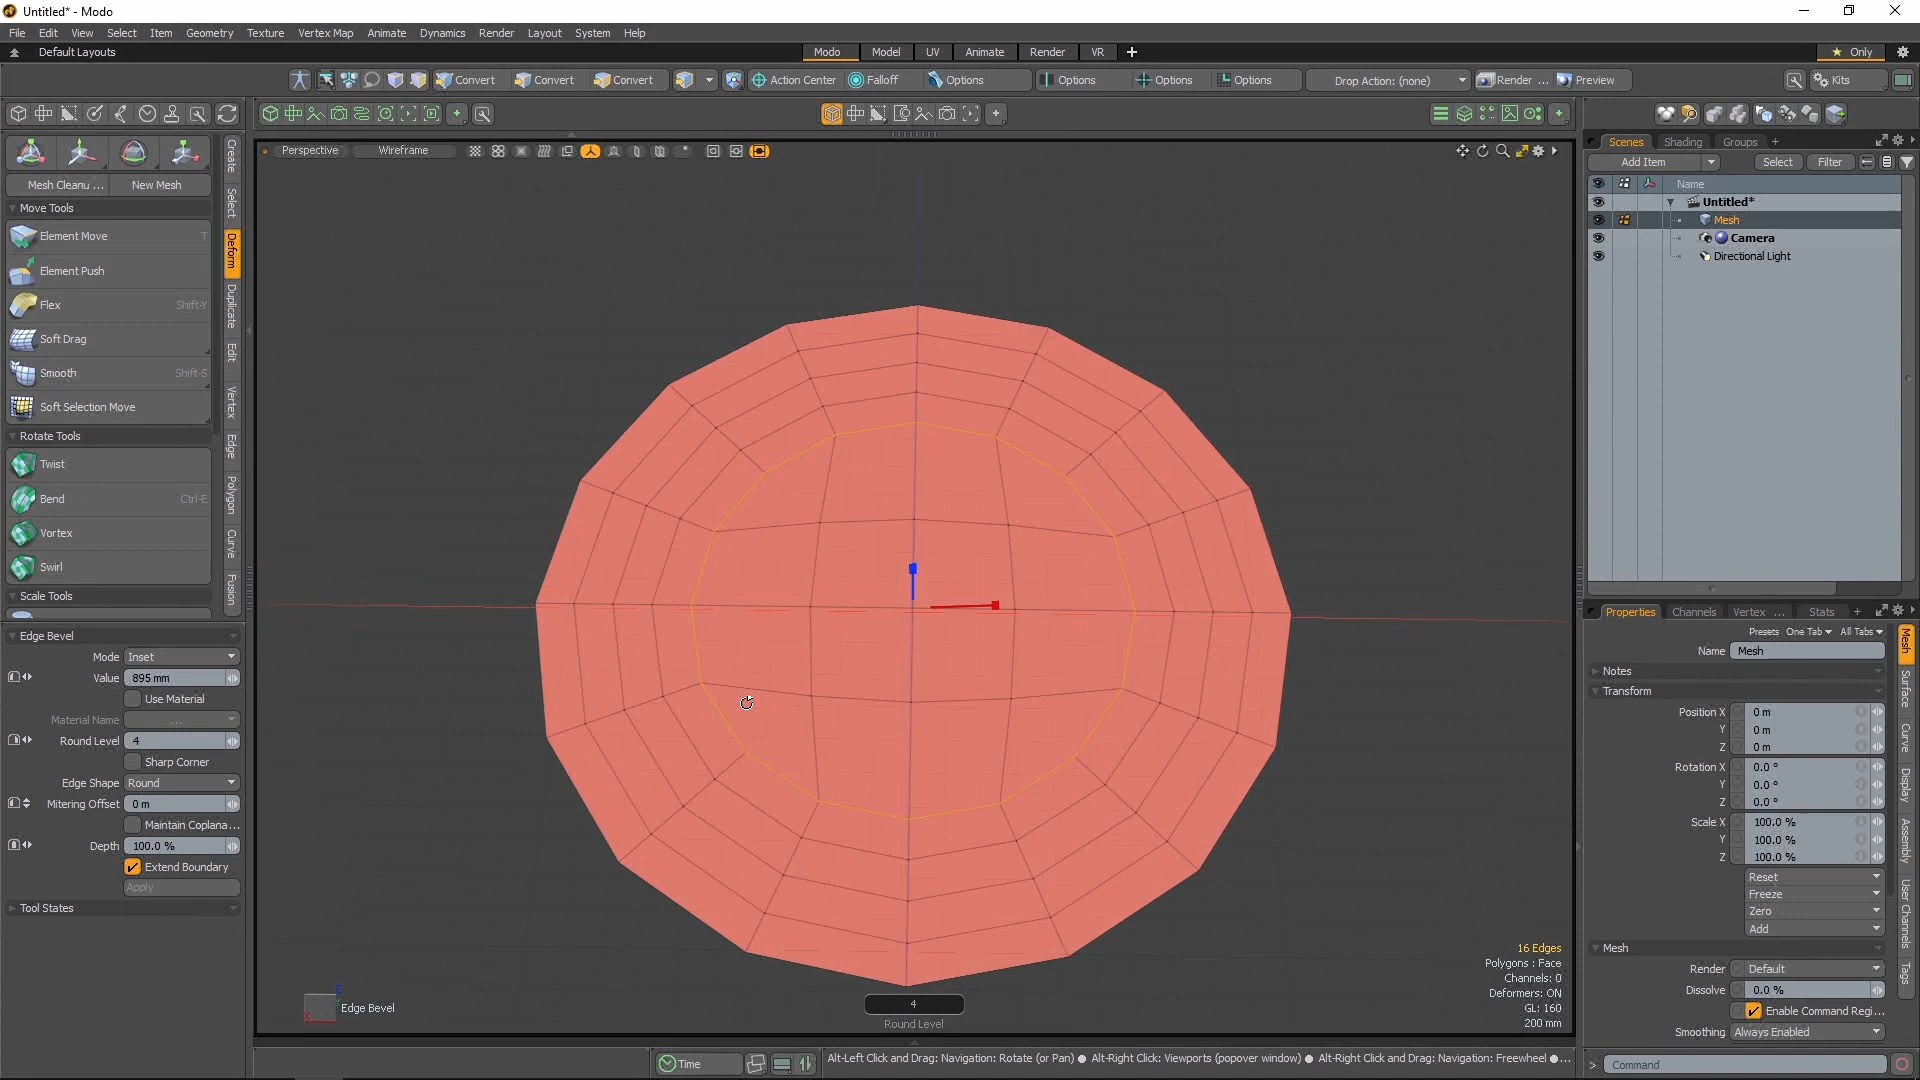 Untitled* - Modo
File Edit View Select Item Geometry Texture Vertex Map Animate Dynamics Render Layout System Help
Default Layouts
Modo Model UV Animate Render VR Only
Convert Convert Convert Action Center Falloff Options Options Options Options Drop Action: (none) Render ... Preview Kits
Perspective Wireframe
Mesh Cleanu ... New Mesh
Move Tools
Element Move T
Element Push
Flex Shift-Y
Soft Drag
Smooth Shift-S
Soft Selection Move
Rotate Tools
Twist
Bend Ctrl-E
Vortex
Swirl
Scale Tools
Create
Select
Deform
Duplicate
Edit
Vertex
Edge
Polygon
Curve
Fusion
Edge Bevel
Mode Inset
Value 895 mm
Use Material
Material Name ...
Round Level 4
Sharp Corner
Edge Shape Round
Mitering Offset 0 m
Maintain Coplana...
Depth 100.0 %
Extend Boundary
Apply
Tool States
Edge Bevel
4
Round Level
16 Edges
Polygons : Face
Channels: 0
Deformers: ON
GL: 160
200 mm
Scenes Shading Groups +
Add Item Select Filter
Name
Untitled*
Mesh
Camera
Directional Light
Properties Channels Vertex ... Stats +
Presets One Tab All Tabs
Name Mesh
Notes
Transform
Position X 0 m
Y 0 m
Z 0 m
Rotation X 0.0 °
Y 0.0 °
Z 0.0 °
Scale X 100.0 %
Y 100.0 %
Z 100.0 %
Reset
Freeze
Zero
Add
Mesh
Render Default
Dissolve 0.0 %
Enable Command Regi...
Smoothing Always Enabled
Mesh
Surface
Curve
Display
Assembly
User Channels
Tags
Time
Alt-Left Click and Drag: Navigation: Rotate (or Pan) ● Alt-Right Click: Viewports (popover window) ● Alt-Right Click and Drag: Navigation: Freewheel ●...
Command